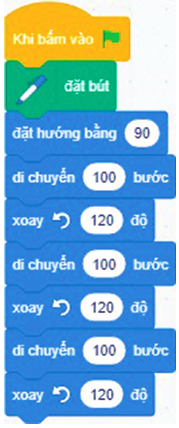 Khi bấm vào
đặt bút
đặt hướng bằng 90
di chuyển 100 bước
xoay 120 độ
di chuyển 100 bước
xoay 120 độ
di chuyển 100 bước
xoay 120 độ